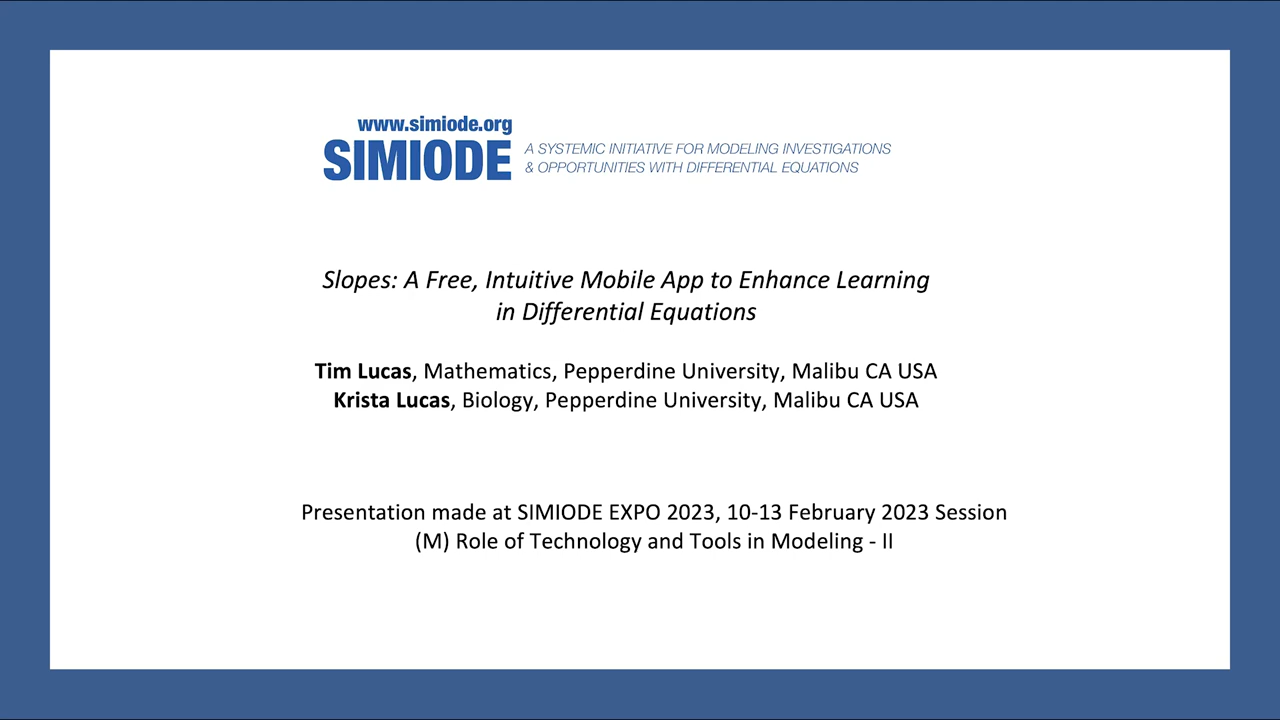 www.simiode.org
SIMIODE
A SYSTEMIC INITIATIVE FOR MODELING INVESTIGATIONS
& OPPORTUNITIES WITH DIFFERENTIAL EQUATIONS
Slopes: A Free, Intuitive Mobile App to Enhance Learning
in Differential Equations
Tim Lucas, Mathematics, Pepperdine University, Malibu CA USA
Krista Lucas, Biology, Pepperdine University, Malibu CA USA
Presentation made at SIMIODE EXPO 2023, 10-13 February 2023 Session
(M) Role of Technology and Tools in Modeling - II